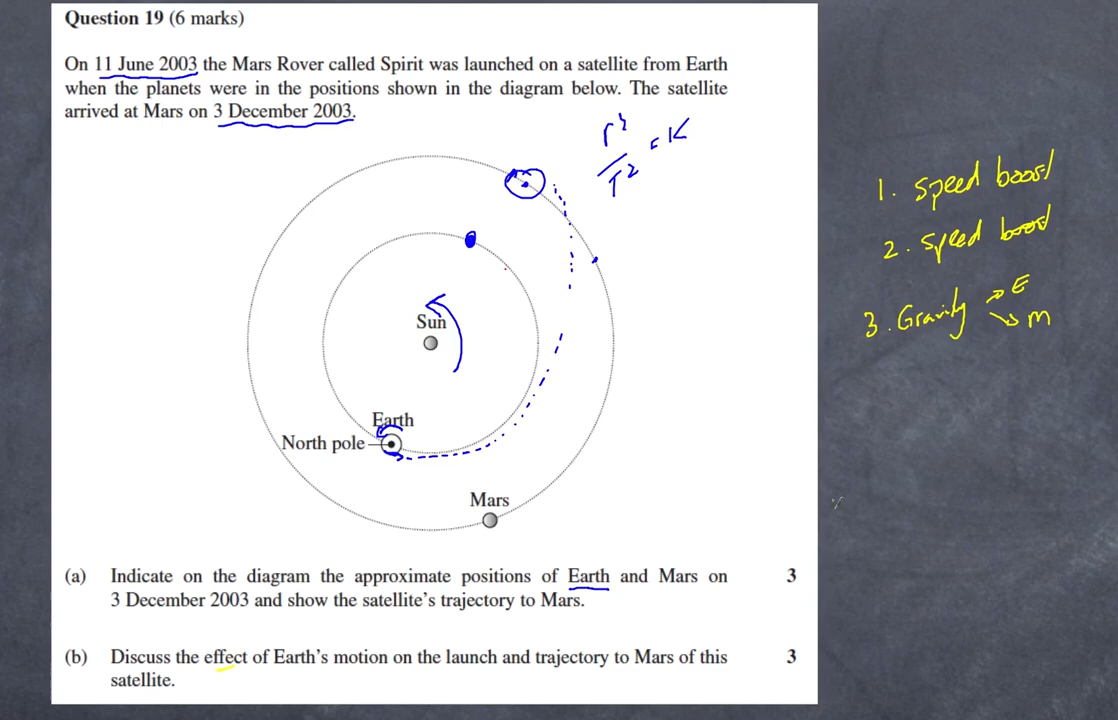 Question 19 (6 marks)
On 11 June 2003 the Mars Rover called Spirit was launched on a satellite from Earth
when the planets were in the positions shown in the diagram below. The satellite
arrived at Mars on 3 December 2003.
r³
/T² = K
1. Speed boost
2. Speed boost
3. Gravity → E
→ m
Sun
Earth
North pole
Mars
(a) Indicate on the diagram the approximate positions of Earth and Mars on 3
3 December 2003 and show the satellite's trajectory to Mars.
(b) Discuss the effect of Earth's motion on the launch and trajectory to Mars of this 3
satellite.